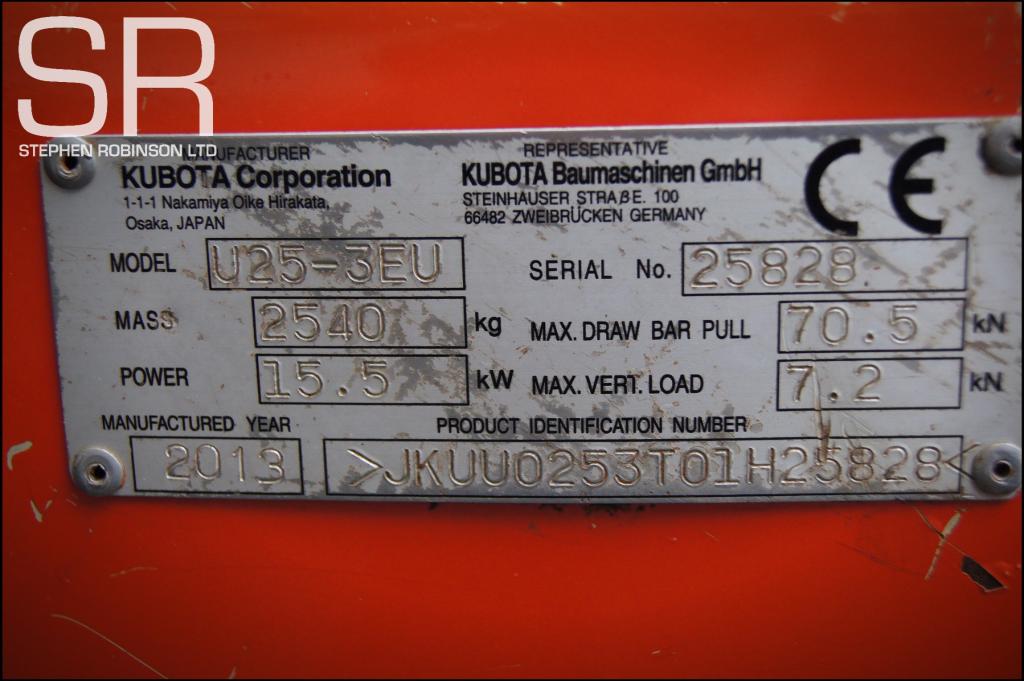 SR
STEPHEN ROBINSON LTD
MANUFACTURER
KUBOTA Corporation
1-1-1 Nakamiya Oike Hirakata,
Osaka, JAPAN
REPRESENTATIVE
KUBOTA Baumaschinen GmbH
STEINHAUSER STRAßE. 100
66482 ZWEIBRÜCKEN GERMANY
CE
MODEL U25-3EU SERIAL No. 25828
MASS 2540 kg MAX. DRAW BAR PULL 70.5 kN
POWER 15.5 kW MAX. VERT. LOAD 7.2 kN
MANUFACTURED YEAR PRODUCT IDENTIFICATION NUMBER
2013 >JKUU0253T01H25828<